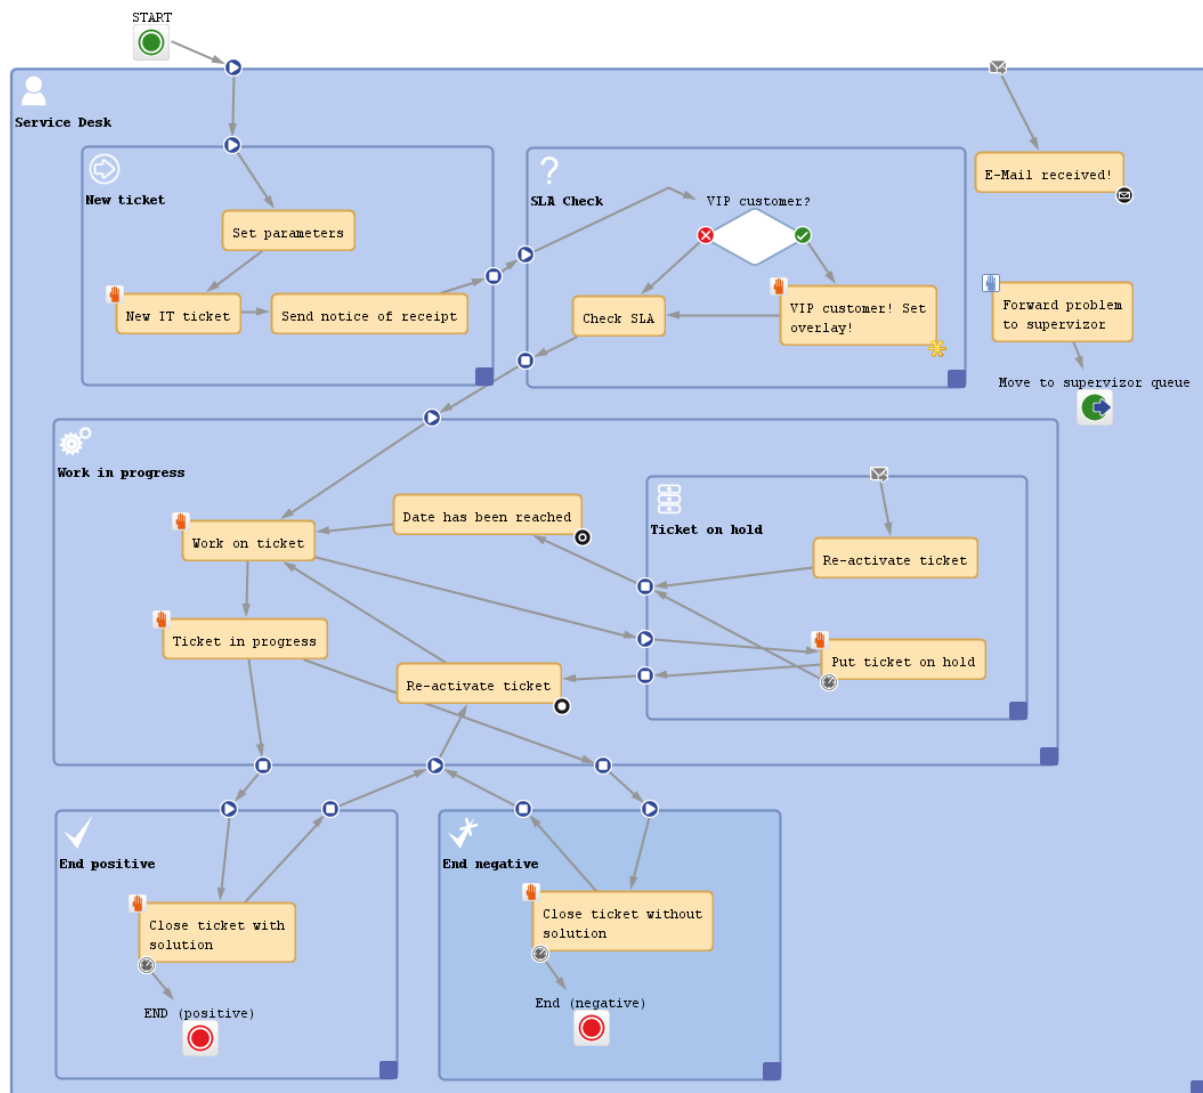 START
Service Desk
New ticket
Set parameters
New IT ticket
Send notice of receipt
SLA Check
VIP customer?
Check SLA
VIP customer! Set
overlay!
E-Mail received!
Forward problem
to supervizor
Move to supervizor queue
Work in progress
Work on ticket
Date has been reached
Ticket in progress
Re-activate ticket
Ticket on hold
Re-activate ticket
Put ticket on hold
End positive
Close ticket with
solution
END (positive)
End negative
Close ticket without
solution
End (negative)